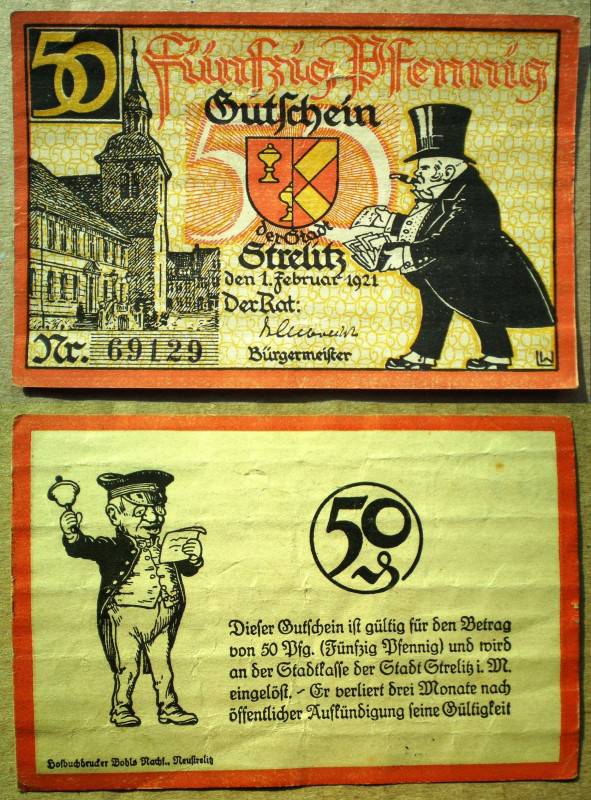 50
Fünfzig Pfennig
Gutschein
50
der Stadt
Strelitz
den 1. Februar 1921
Der Rat:
Bürgermeister
Nr. 69129
LW
50
Dieser Gutschein ist gültig für den Betrag
von 50 Pfg. (Fünfzig Pfennig) und wird
an der Stadtkasse der Stadt Strelitz i. M.
eingelöst. - Er verliert drei Monate nach
öffentlicher Aufkündigung seine Gültigkeit
Hofbuchdrucker Bohls Nachf., Neustrelitz